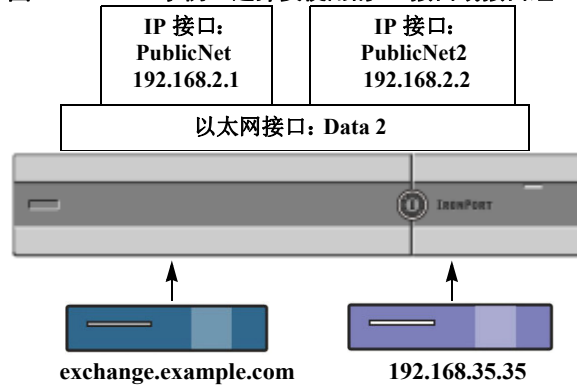 IP 接口:
PublicNet
192.168.2.1
IP 接口:
PublicNet2
192.168.2.2
以太网接口: Data 2
IRONPORT
exchange.example.com
192.168.35.35